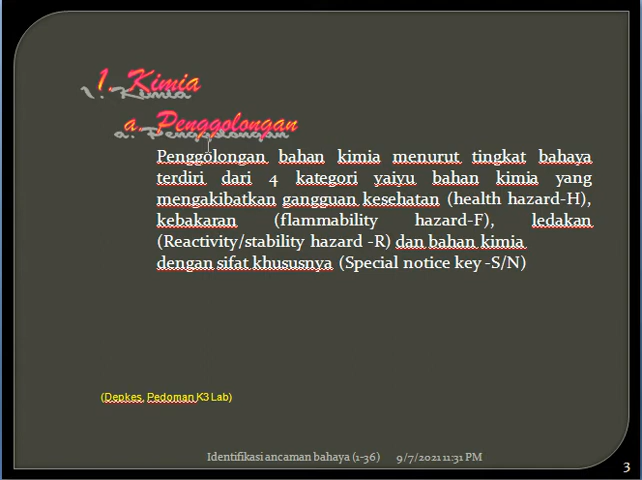 1. Kimia
a. Penggolongan
Penggolongan bahan kimia menurut tingkat bahaya
terdiri dari 4 kategori yaiyu bahan kimia yang
mengakibatkan gangguan kesehatan (health hazard-H),
kebakaran (flammability hazard-F), ledakan
(Reactivity/stability hazard -R) dan bahan kimia
dengan sifat khususnya (Special notice key -S/N)
(Depkes, Pedoman K3 Lab)
Identifikasi ancaman bahaya (1-36) 9/7/2021 11:31 PM
3